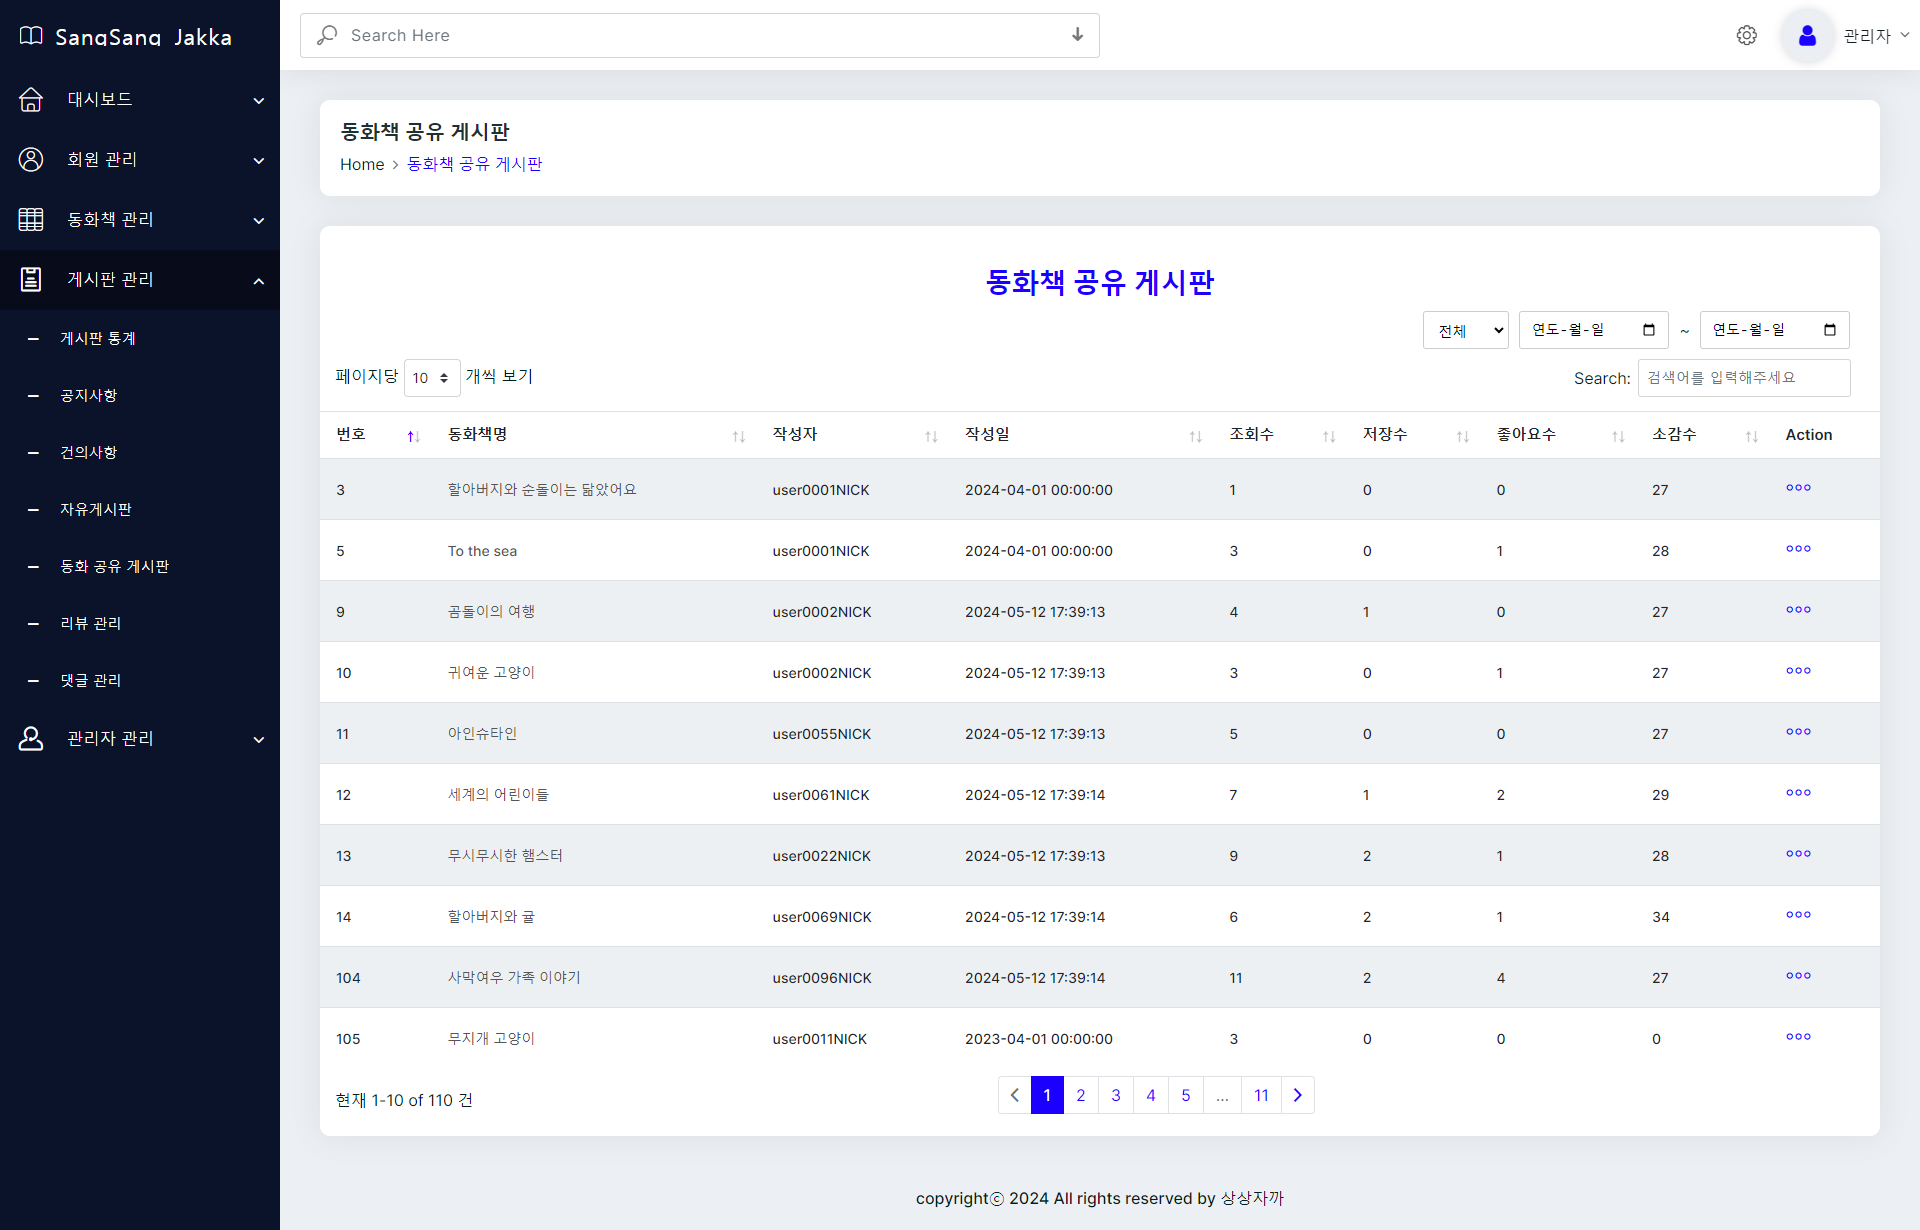 SangSang Jakka
Search Here
관리자
대시보드
회원 관리
동화책 관리
게시판 관리
게시판 통계
공지사항
건의사항
자유게시판
동화 공유 게시판
리뷰 관리
댓글 관리
관리자 관리
동화책 공유 게시판
Home > 동화책 공유 게시판
동화책 공유 게시판
전체 연도-월-일 ~ 연도-월-일
페이지당 10 개씩 보기 Search: 검색어를 입력해주세요
번호 동화책명 작성자 작성일 조회수 저장수 좋아요수 소감수 Action
3 할아버지와 순돌이는 닮았어요 user0001NICK 2024-04-01 00:00:00 1 0 0 27
5 To the sea user0001NICK 2024-04-01 00:00:00 3 0 1 28
9 곰돌이의 여행 user0002NICK 2024-05-12 17:39:13 4 1 0 27
10 귀여운 고양이 user0002NICK 2024-05-12 17:39:13 3 0 1 27
11 아인슈타인 user0055NICK 2024-05-12 17:39:13 5 0 0 27
12 세계의 어린이들 user0061NICK 2024-05-12 17:39:14 7 1 2 29
13 무시무시한 햄스터 user0022NICK 2024-05-12 17:39:13 9 2 1 28
14 할아버지와 귤 user0069NICK 2024-05-12 17:39:14 6 2 1 34
104 사막여우 가족 이야기 user0096NICK 2024-05-12 17:39:14 11 2 4 27
105 무지개 고양이 user0011NICK 2023-04-01 00:00:00 3 0 0 0
현재 1-10 of 110 건 1 2 3 4 5 ... 11
copyrightⓒ 2024 All rights reserved by 상상자까